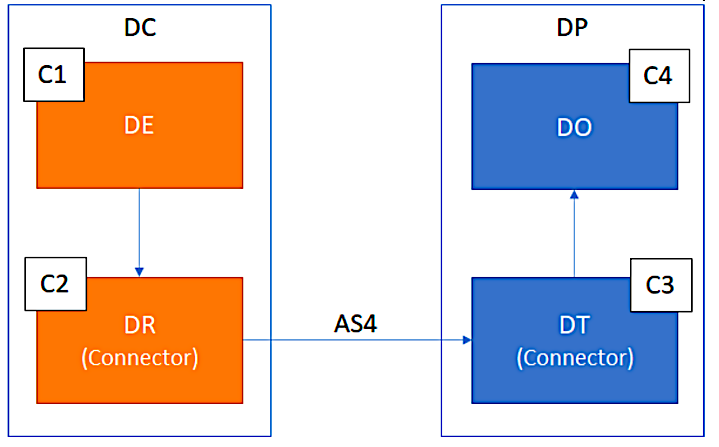 DC
C1
DE
C2
DR
(Connector)
AS4
DP
C4
DO
C3
DT
(Connector)